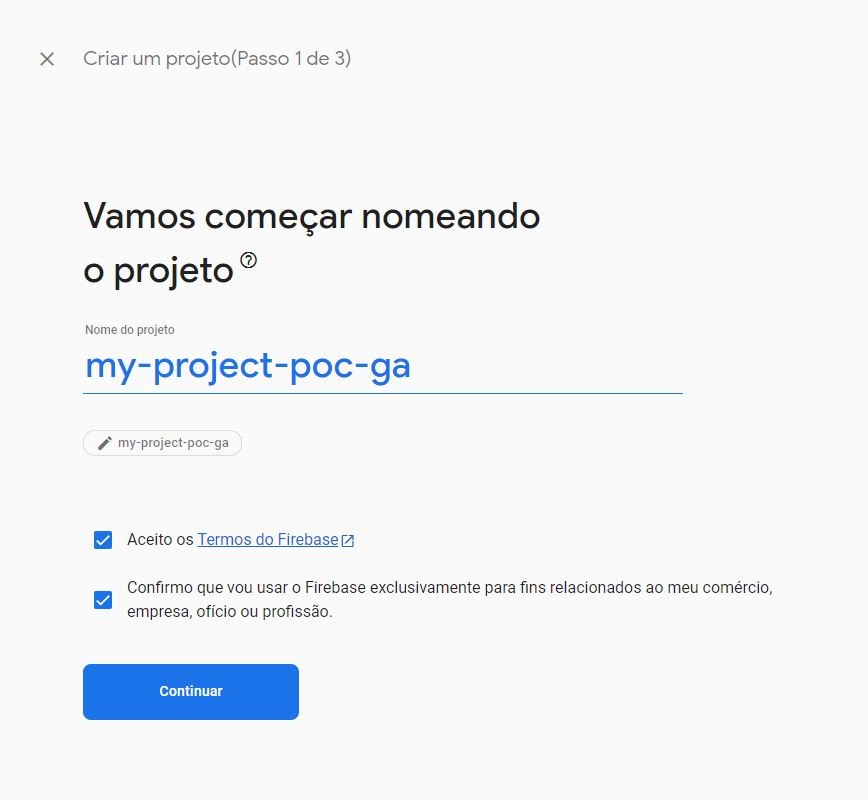 Criar um projeto(Passo 1 de 3)
Vamos começar nomeando
o projeto
Nome do projeto
my-project-poc-ga
my-project-poc-ga
Aceito os Termos do Firebase
Confirmo que vou usar o Firebase exclusivamente para fins relacionados ao meu comércio,
empresa, ofício ou profissão.
Continuar